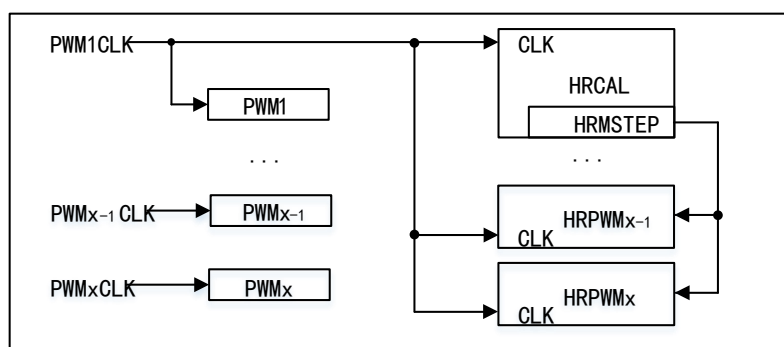 PWM1CLK
CLK
HRCAL
PWM1
HRMSTEP
...
...
PWMx-1 CLK
PWMx-1
HRPWMx-1
CLK
PWMxCLK
PWMx
HRPWMx
CLK